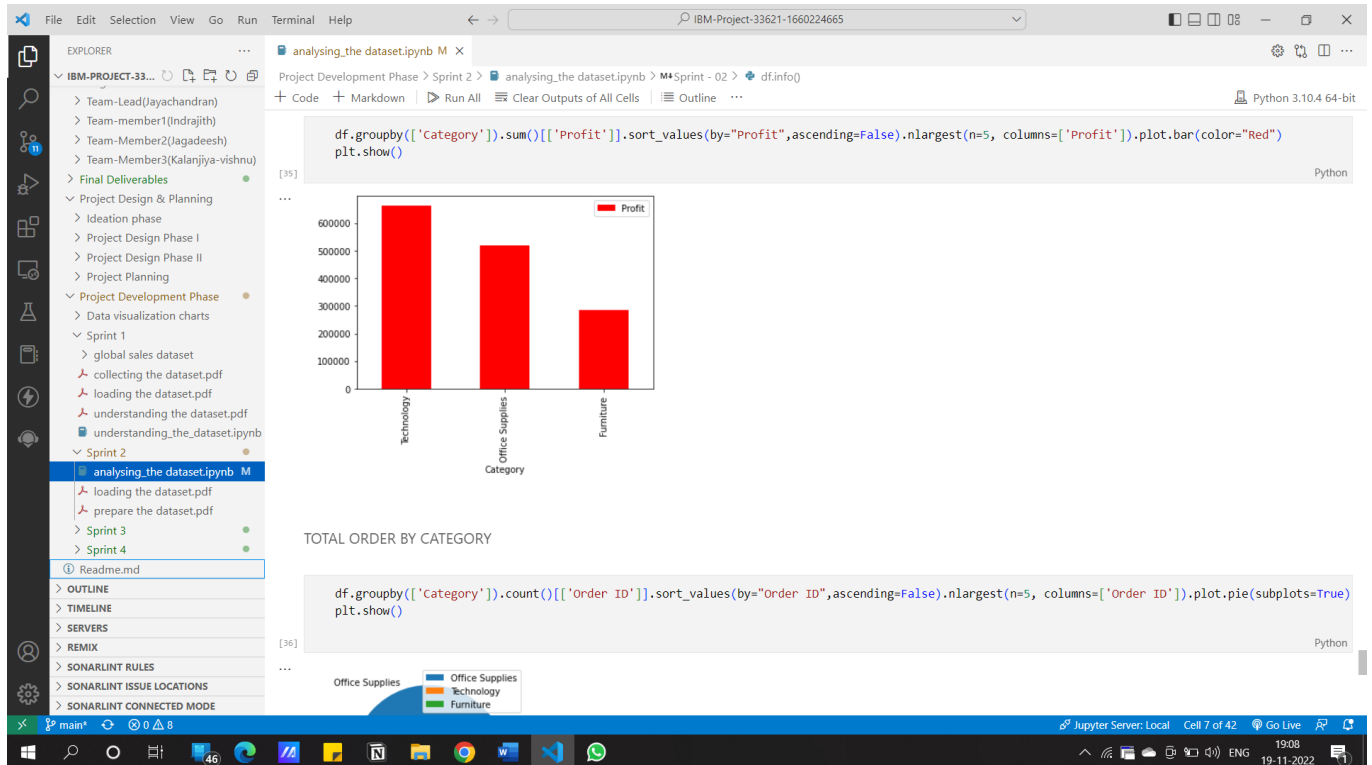 File Edit Selection View Go Run Terminal Help
IBM-Project-33621-1660224665
EXPLORER
IBM-PROJECT-33...
Team-Lead(Jayachandran)
Team-member1(Indrajith)
Team-Member2(Jagadeesh)
Team-Member3(Kalanjiya-vishnu)
Final Deliverables
Project Design & Planning
Ideation phase
Project Design Phase I
Project Design Phase II
Project Planning
Project Development Phase
Data visualization charts
Sprint 1
global sales dataset
collecting the dataset.pdf
loading the dataset.pdf
understanding the dataset.pdf
understanding_the_dataset.ipynb
Sprint 2
analysing_the dataset.ipynb M
loading the dataset.pdf
prepare the dataset.pdf
Sprint 3
Sprint 4
Readme.md
OUTLINE
TIMELINE
SERVERS
REMIX
SONARLINT RULES
SONARLINT ISSUE LOCATIONS
SONARLINT CONNECTED MODE
11
analysing_the dataset.ipynb M
Project Development Phase > Sprint 2 > analysing_the dataset.ipynb > M↓Sprint - 02 > df.info()
+ Code + Markdown Run All Clear Outputs of All Cells Outline ...
Python 3.10.4 64-bit
df.groupby(['Category']).sum()[['Profit']].sort_values(by="Profit",ascending=False).nlargest(n=5, columns=['Profit']).plot.bar(color="Red")
plt.show()
[35]
Python
Profit
600000
500000
400000
300000
200000
100000
0
Technology
Office Supplies
Furniture
Category
TOTAL ORDER BY CATEGORY
df.groupby(['Category']).count()[['Order ID']].sort_values(by="Order ID",ascending=False).nlargest(n=5, columns=['Order ID']).plot.pie(subplots=True)
plt.show()
[36]
Python
Office Supplies
Office Supplies
Technology
Furniture
main* 0 8
Jupyter Server: Local Cell 7 of 42 Go Live
46
ENG
19:08
19-11-2022
1